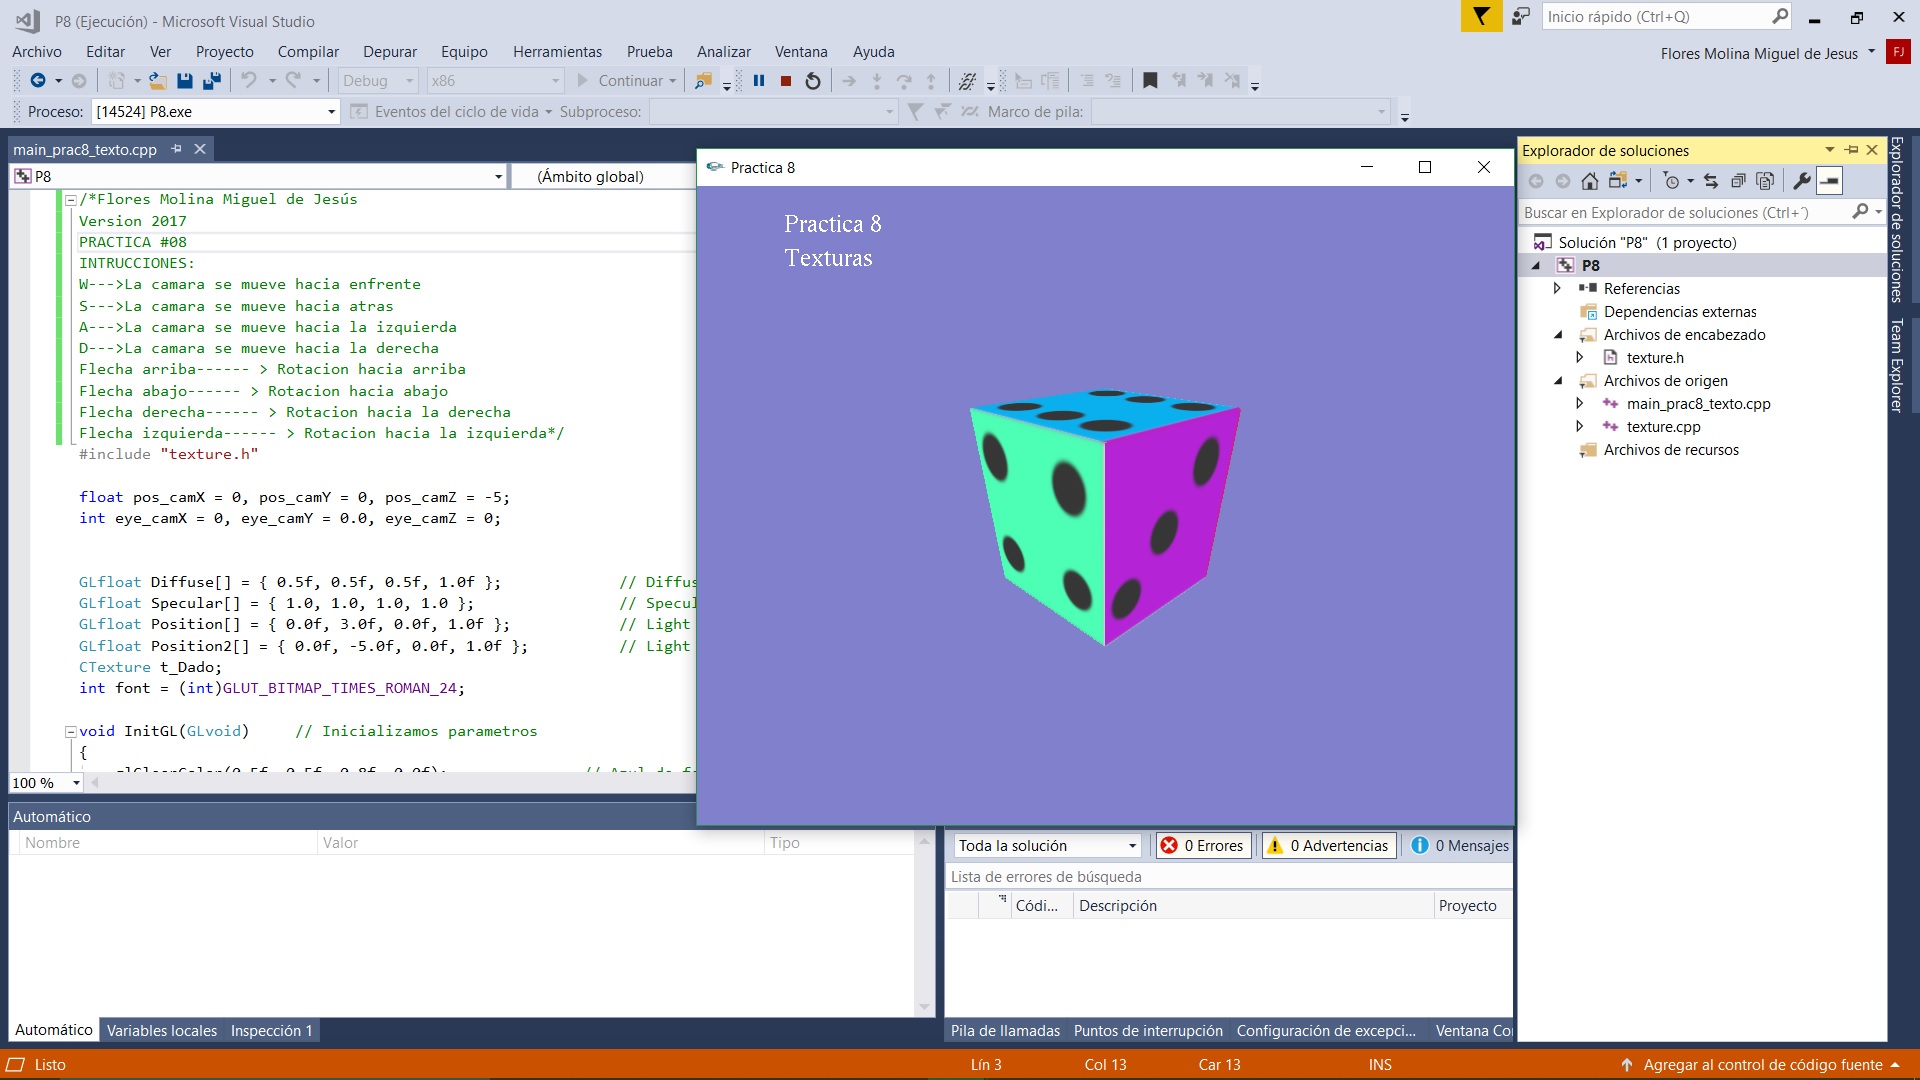 P8 (Ejecución) - Microsoft Visual Studio
Inicio rápido (Ctrl+Q)
Archivo Editar Ver Proyecto Compilar Depurar Equipo Herramientas Prueba Analizar Ventana Ayuda
Flores Molina Miguel de Jesus FJ
Debug x86 Continuar
Proceso: [14524] P8.exe Eventos del ciclo de vida Subproceso: Marco de pila:
main_prac8_texto.cpp
P8 (Ámbito global)
/*Flores Molina Miguel de Jesús
Version 2017
PRACTICA #08
INTRUCCIONES:
W--->La camara se mueve hacia enfrente
S--->La camara se mueve hacia atras
A--->La camara se mueve hacia la izquierda
D--->La camara se mueve hacia la derecha
Flecha arriba------ > Rotacion hacia arriba
Flecha abajo------ > Rotacion hacia abajo
Flecha derecha------ > Rotacion hacia la derecha
Flecha izquierda------ > Rotacion hacia la izquierda*/
#include "texture.h"
float pos_camX = 0, pos_camY = 0, pos_camZ = -5;
int eye_camX = 0, eye_camY = 0.0, eye_camZ = 0;
GLfloat Diffuse[] = { 0.5f, 0.5f, 0.5f, 1.0f }; // Diffus
GLfloat Specular[] = { 1.0, 1.0, 1.0, 1.0 }; // Specul
GLfloat Position[] = { 0.0f, 3.0f, 0.0f, 1.0f }; // Light
GLfloat Position2[] = { 0.0f, -5.0f, 0.0f, 1.0f }; // Light
CTexture t_Dado;
int font = (int)GLUT_BITMAP_TIMES_ROMAN_24;
void InitGL(GLvoid) // Inicializamos parametros
{
100 %
Practica 8
Practica 8
Texturas
Explorador de soluciones
Buscar en Explorador de soluciones (Ctrl+´)
Solución "P8" (1 proyecto)
P8
Referencias
Dependencias externas
Archivos de encabezado
texture.h
Archivos de origen
main_prac8_texto.cpp
texture.cpp
Archivos de recursos
Explorador de soluciones
Team Explorer
Automático
Nombre Valor Tipo
Automático Variables locales Inspección 1
Toda la solución 0 Errores 0 Advertencias 0 Mensajes
Lista de errores de búsqueda
Códi... Descripción Proyecto
Pila de llamadas Puntos de interrupción Configuración de excepci... Ventana Co
Listo Lín 3 Col 13 Car 13 INS Agregar al control de código fuente